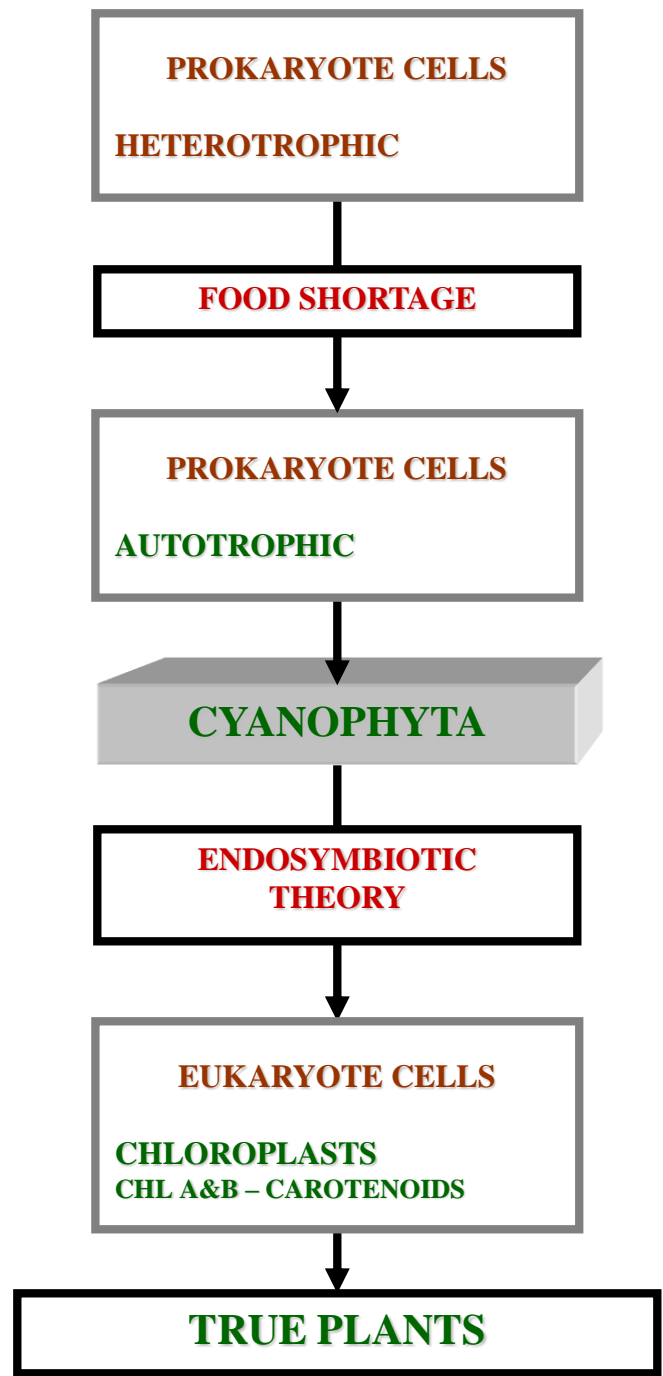 PROKARYOTE CELLS
HETEROTROPHIC
FOOD SHORTAGE
PROKARYOTE CELLS
AUTOTROPHIC
CYANOPHYTA
ENDOSYMBIOTIC
THEORY
EUKARYOTE CELLS
CHLOROPLASTS
CHL A&B – CAROTENOIDS
TRUE PLANTS